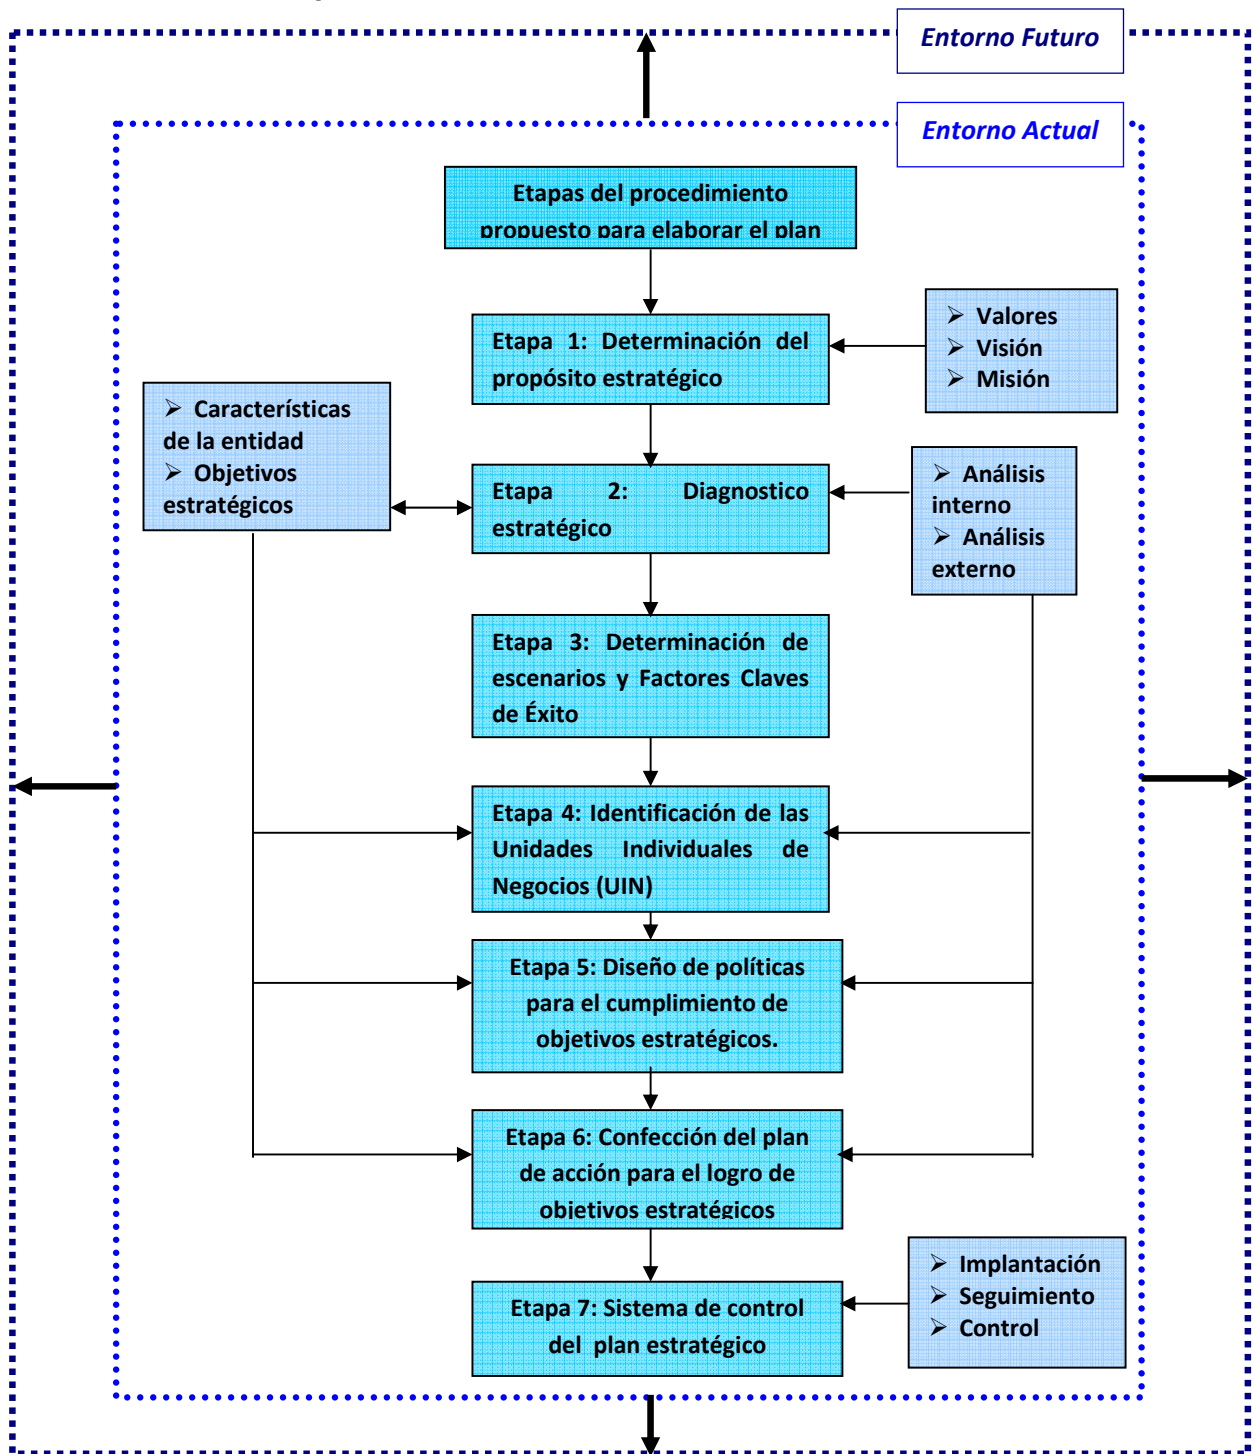 Entorno Futuro
Entorno Actual
Etapas del procedimiento
propuesto para elaborar el plan
Etapa 1: Determinación del
propósito estratégico
➢ Valores
➢ Visión
➢ Misión
➢ Característícas
de la entidad
➢ Objetivos
estratégicos
Etapa 2: Diagnostico
estratégico
➢ Análisis
interno
➢ Análisis
externo
Etapa 3: Determinación de
escenarios y Factores Claves
de Éxito
Etapa 4: Identificación de las
Unidades Individuales de
Negocios (UIN)
Etapa 5: Diseño de políticas
para el cumplimiento de
objetivos estratégicos.
Etapa 6: Confección del plan
de acción para el logro de
objetivos estratégicos
Etapa 7: Sistema de control
del plan estratégico
➢ Implantación
➢ Seguimiento
➢ Control